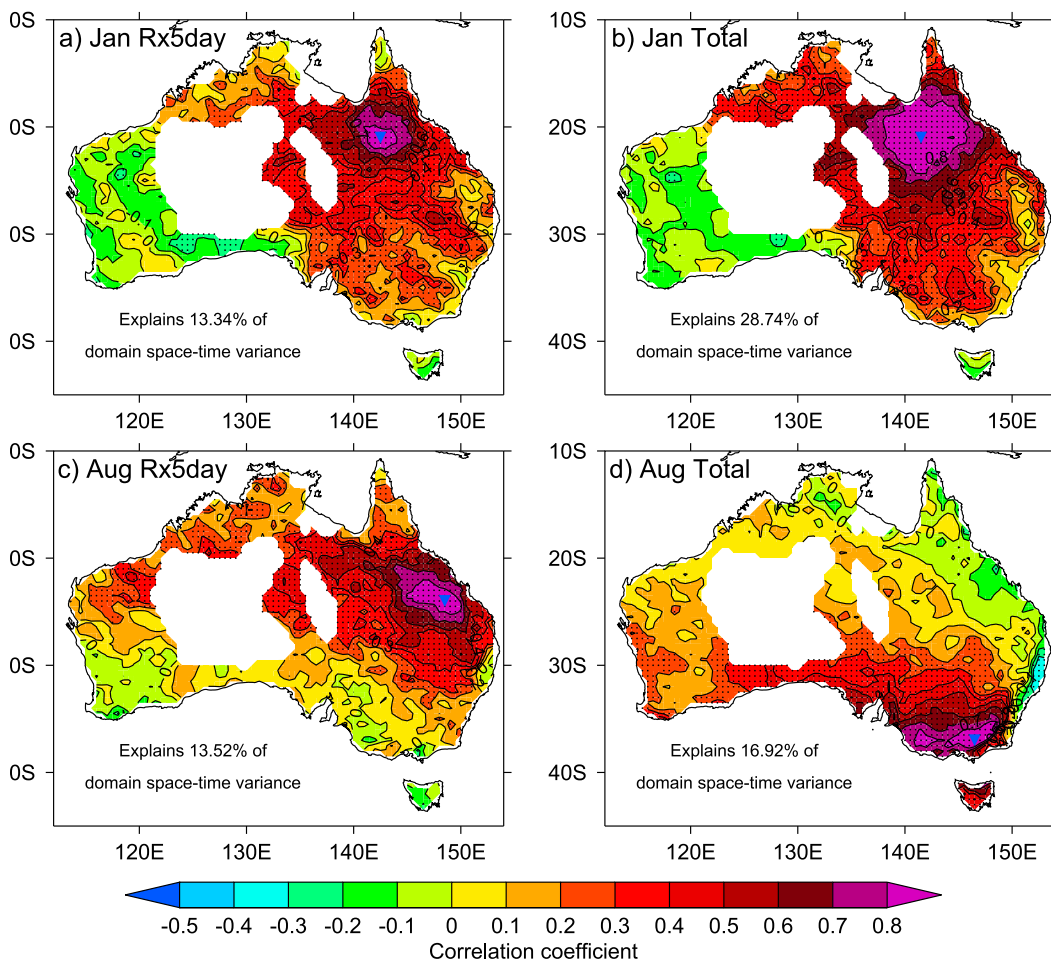 0S
a) Jan Rx5day
0S
0S
0S
Explains 13.34% of
domain space-time variance
120E 130E 140E 150E
10S
b) Jan Total
20S
30S
40S
0.8
Explains 28.74% of
domain space-time variance
120E 130E 140E 150E
0S
c) Aug Rx5day
0S
0S
0S
Explains 13.52% of
domain space-time variance
120E 130E 140E 150E
10S
d) Aug Total
20S
30S
40S
Explains 16.92% of
domain space-time variance
120E 130E 140E 150E
-0.5 -0.4 -0.3 -0.2 -0.1 0 0.1 0.2 0.3 0.4 0.5 0.6 0.7 0.8
Correlation coefficient